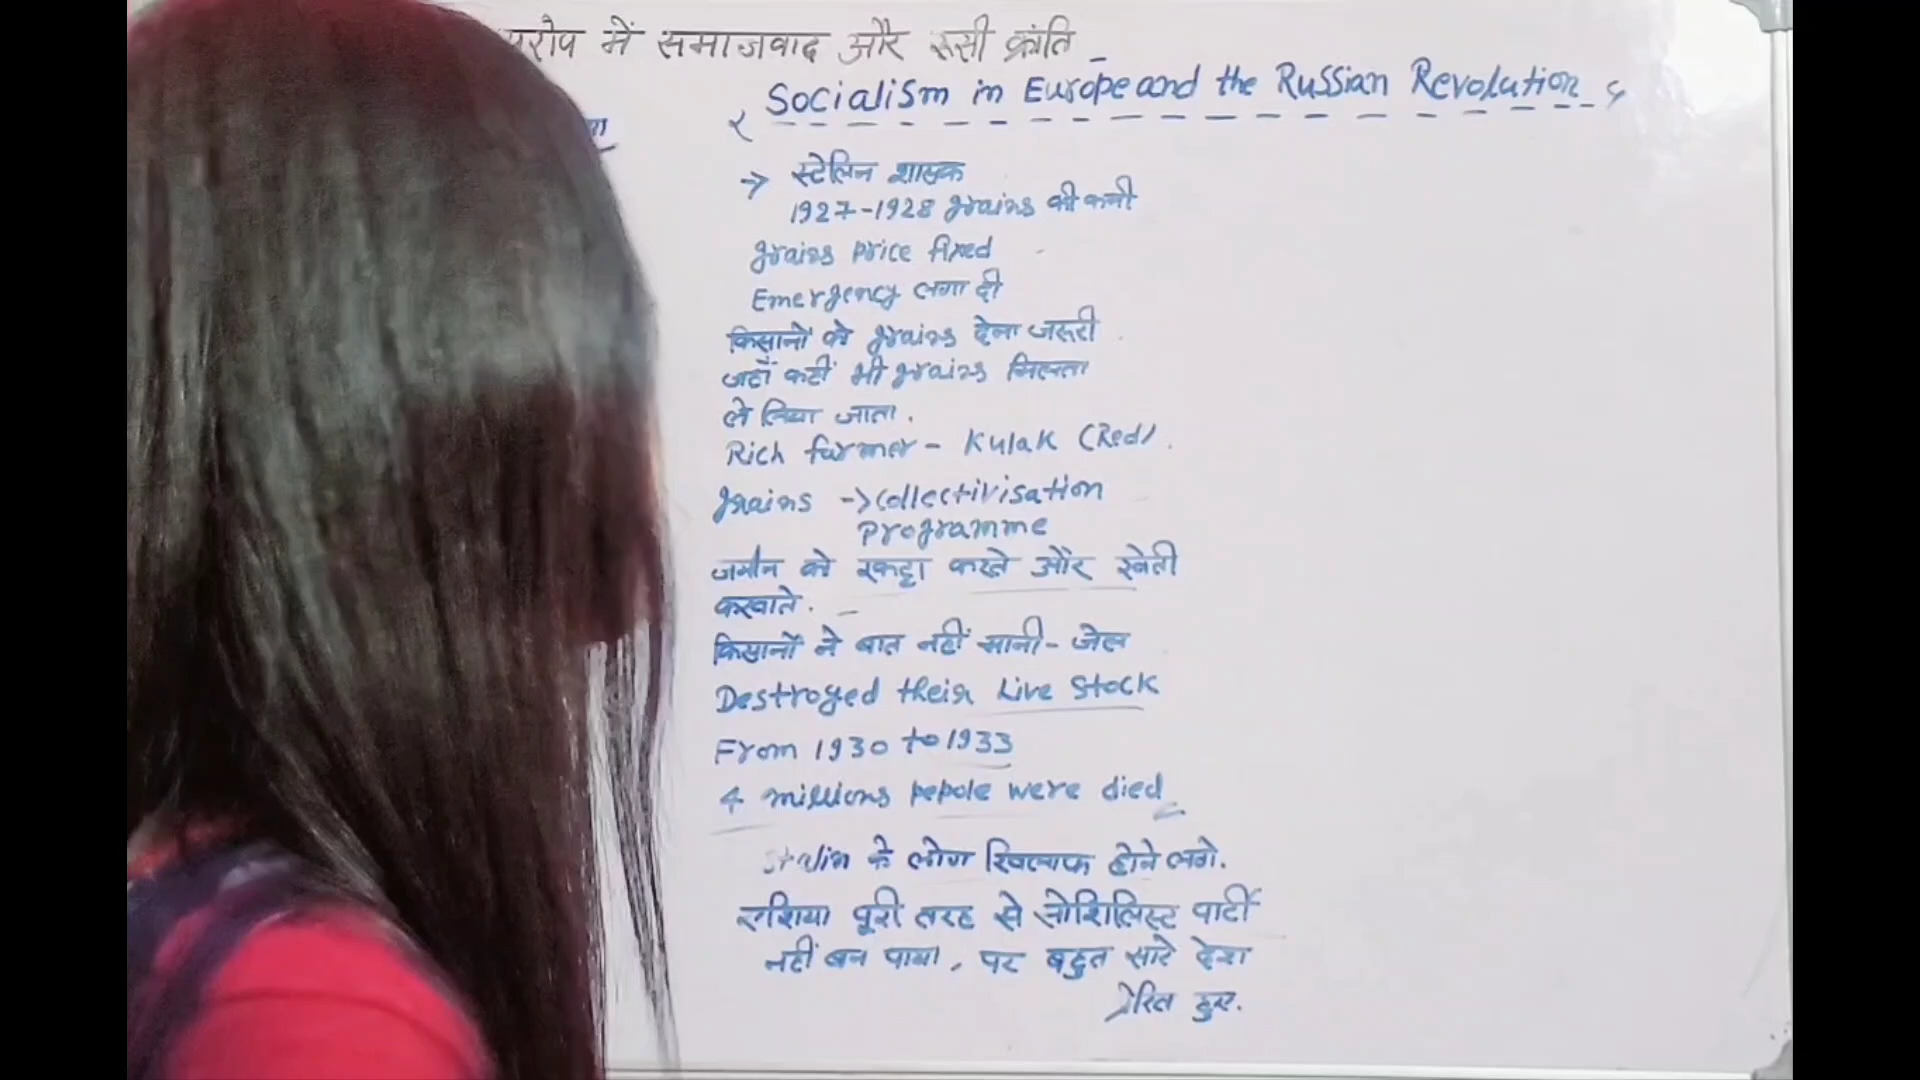 यूरोप में समाजवाद और रूसी क्रांति -
Socialism in Europe and the Russian Revolution
→ स्टेलिन शासक
1927-1928 grains की कमी
grains price fixed
Emergency लगा दी
किसानों को grains देना जरूरी
जहाँ कहीं भी grains मिलता
ले लिया जाता.
Rich farmer - Kulak (Red).
grains → collectivisation
Programme
जमीन को इकट्ठा करते और खेती
करवाते.
किसानों ने बात नहीं मानी - जेल
Destroyed their Live Stock
From 1930 to 1933
4 millions pepole were died
Stalin के लोग खिलाफ होने लगे.
एशिया पूरी तरह से सोशिलिस्ट पार्टी
नहीं बन पाया, पर बहुत सारे देश
प्रेरित हुए.